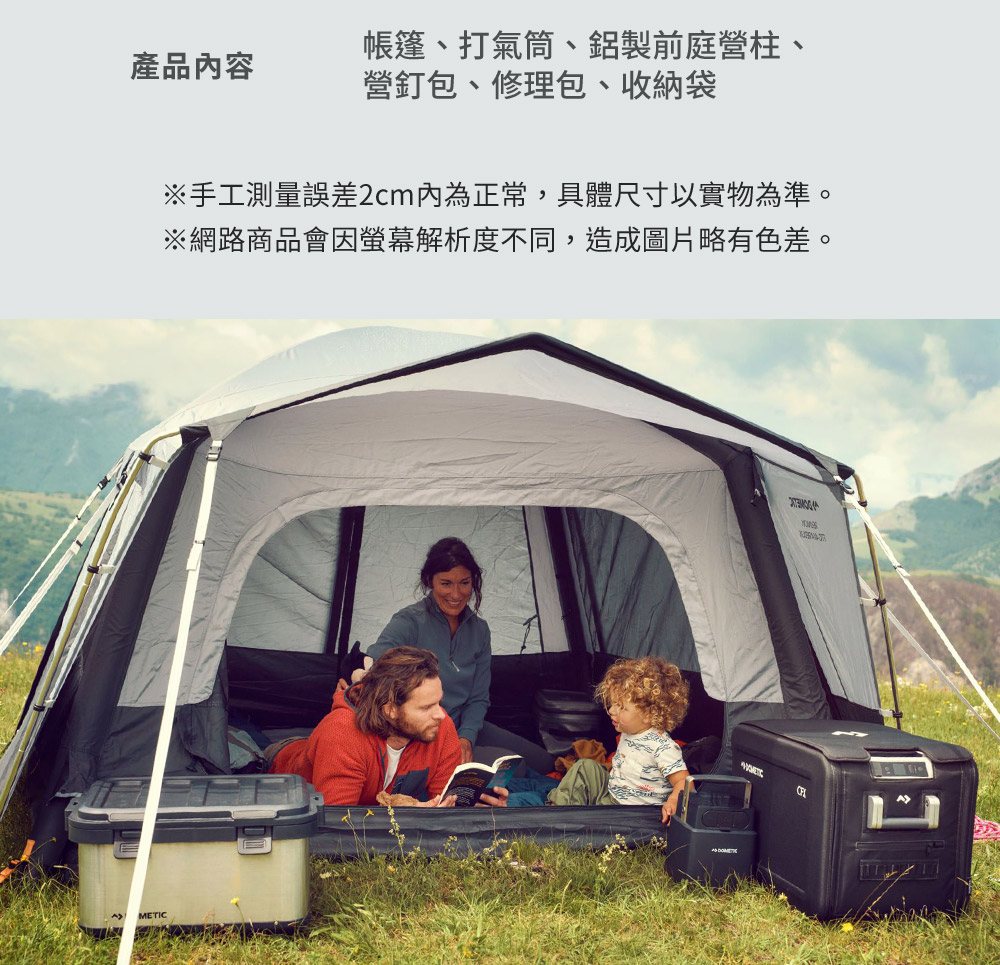 產品內容
帳篷、打氣筒、鋁製前庭營柱、
營釘包、修理包、收納袋
※手工測量誤差2cm內為正常，具體尺寸以實物為準。
※網路商品會因螢幕解析度不同，造成圖片略有色差。
DOMETIC
DOMETIC
CFX
DOMETIC
METIC